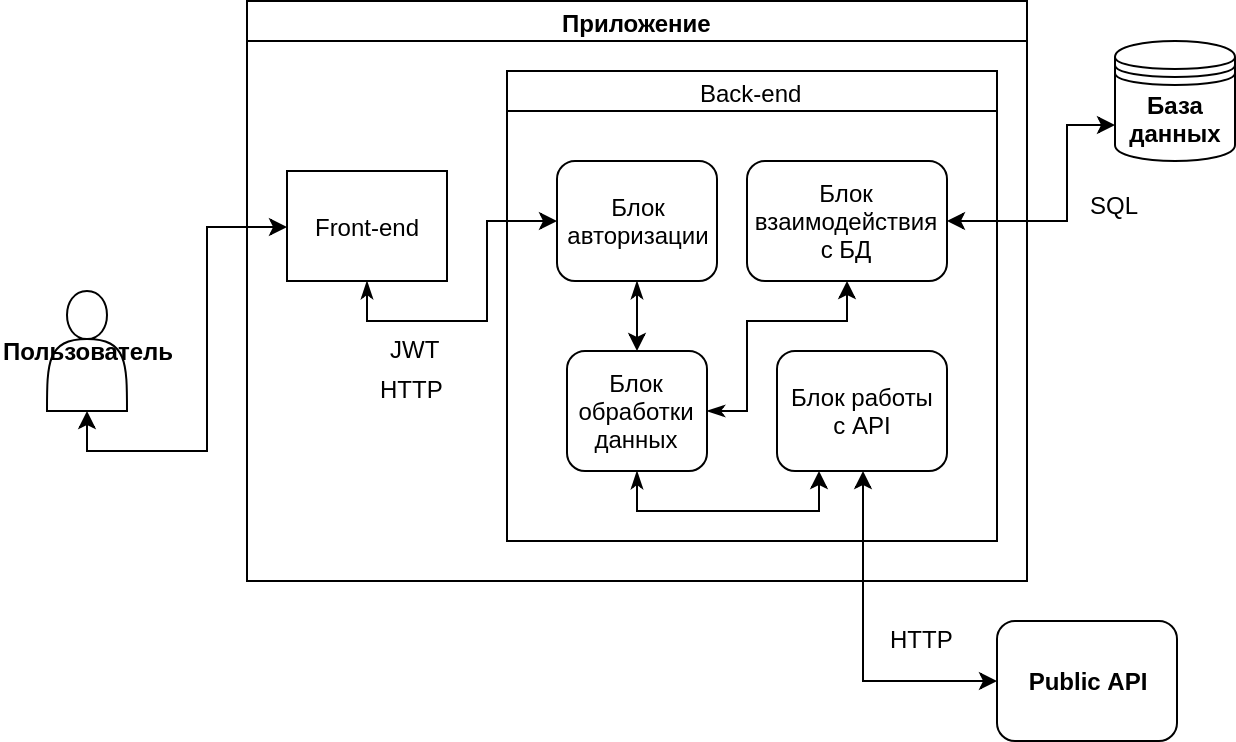 Приложение
Back-end
База
данных
Блок
авторизации
Блок
взаимодействия
с БД
SQL
Front-end
Пользователь
JWT
HTTP
Блок
обработки
данных
Блок работы
с API
HTTP
Public API